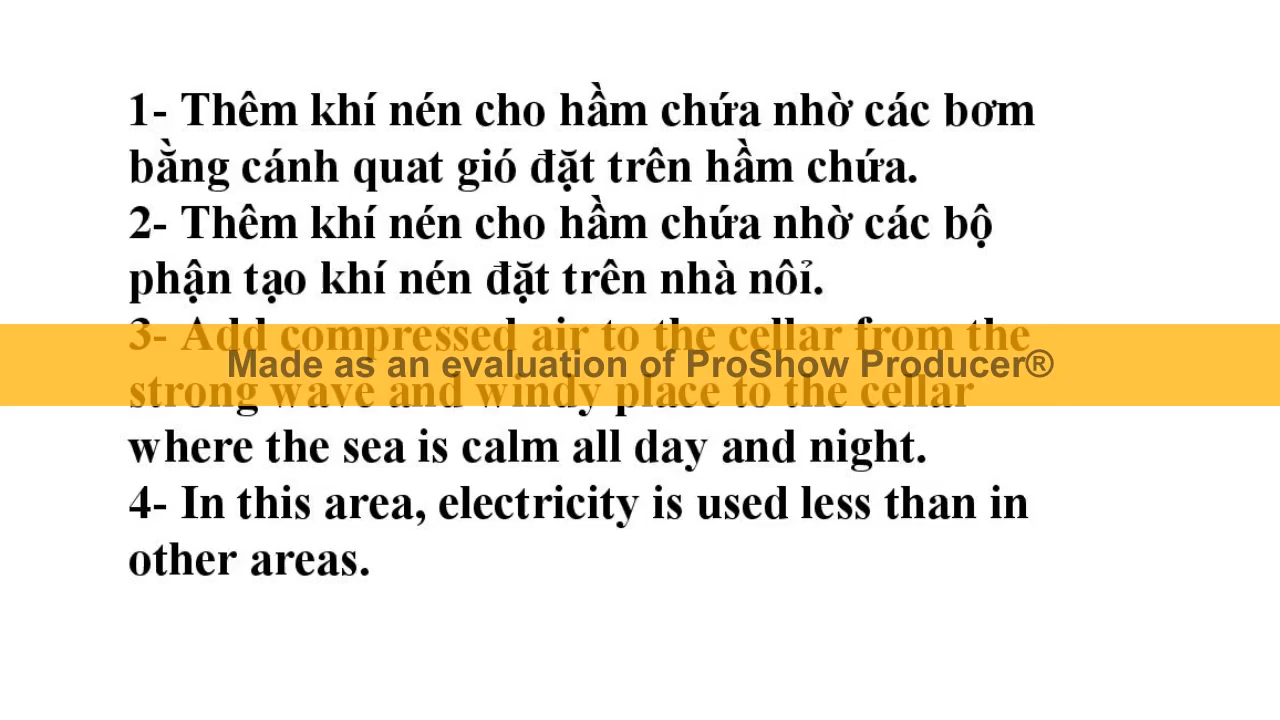 1- Thêm khí nén cho hầm chứa nhờ các bơm
bằng cánh quat gió đặt trên hầm chứa.
2- Thêm khí nén cho hầm chứa nhờ các bộ
phận tạo khí nén đặt trên nhà nôỉ.
3- Add compressed air to the cellar from the
Made as an evaluation of ProShow Producer®
strong wave and windy place to the cellar
where the sea is calm all day and night.
4- In this area, electricity is used less than in
other areas.